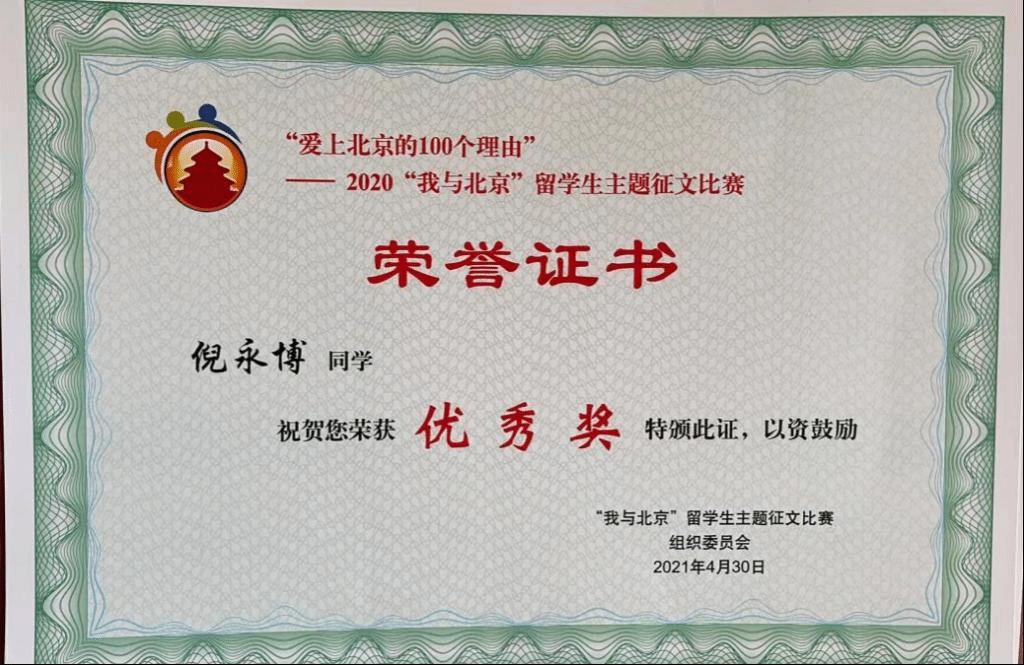 “爱上北京的100个理由”
—— 2020“我与北京”留学生主题征文比赛
荣誉证书
倪永博 同学
祝贺您荣获 优秀奖 特颁此证，以资鼓励
“我与北京”留学生主题征文比赛
组织委员会
2021年4月30日